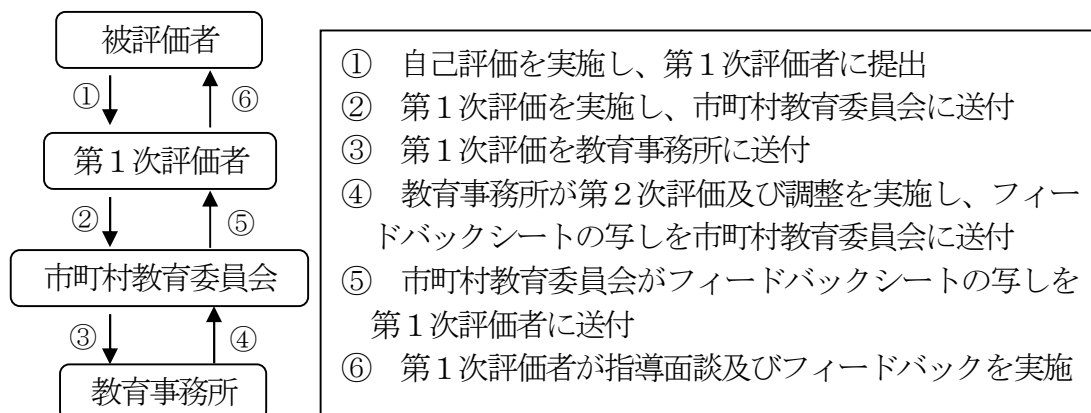 被評価者
① ⑥
第1次評価者
② ⑤
市町村教育委員会
③ ④
教育事務所
① 自己評価を実施し、第1次評価者に提出
② 第1次評価を実施し、市町村教育委員会に送付
③ 第1次評価を教育事務所に送付
④ 教育事務所が第2次評価及び調整を実施し、フィー
ドバックシートの写しを市町村教育委員会に送付
⑤ 市町村教育委員会がフィードバックシートの写しを
第1次評価者に送付
⑥ 第1次評価者が指導面談及びフィードバックを実施